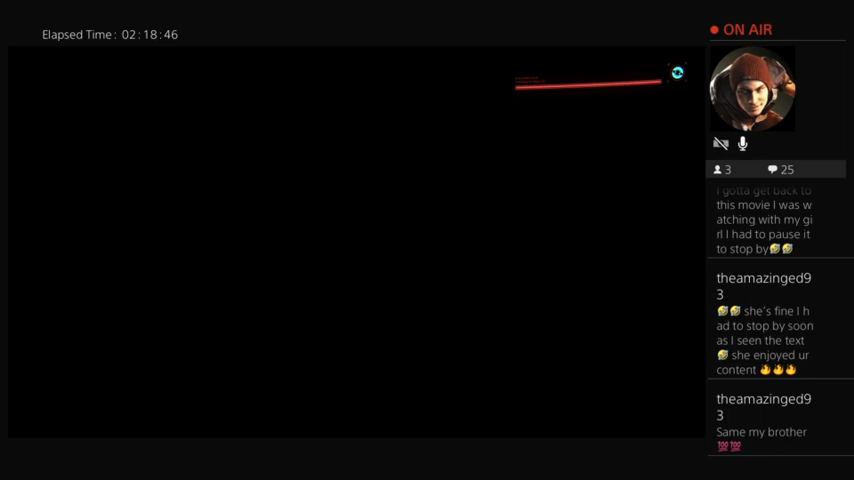 Elapsed Time: 02:18:46
ON AIR
3
25
I gotta get back to
this movie I was w
atching with my gi
rl I had to pause it
to stop by🤣🤣
theamazinged9
3
🤣🤣 she's fine I h
ad to stop by soon
as I seen the text
🤣 she enjoyed ur
content 🔥🔥🔥
theamazinged9
3
Same my brother
💯💯